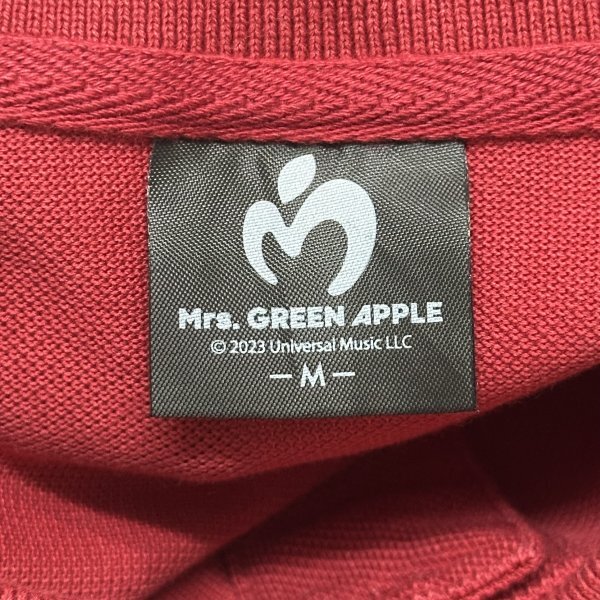 Mrs. GREEN APPLE
© 2023 Universal Music LLC
– M –